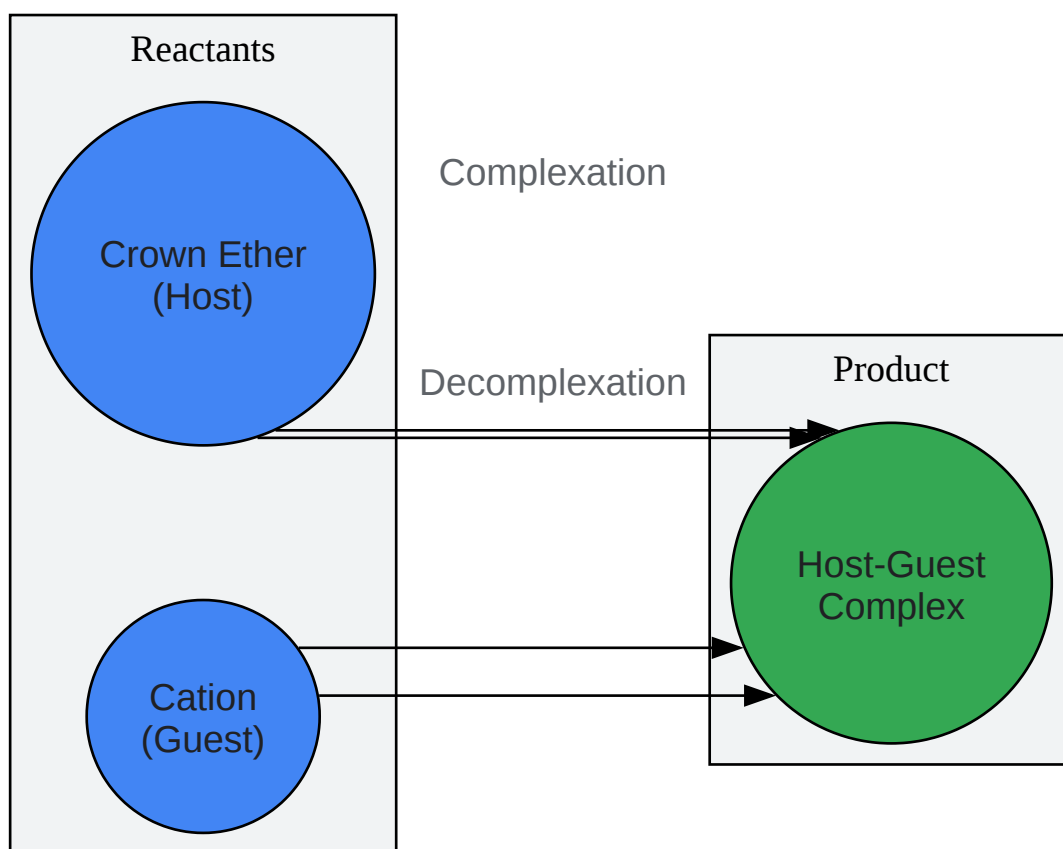 Reactants
Crown Ether
(Host)
Cation
(Guest)
Complexation
Decomplexation
Product
Host-Guest
Complex